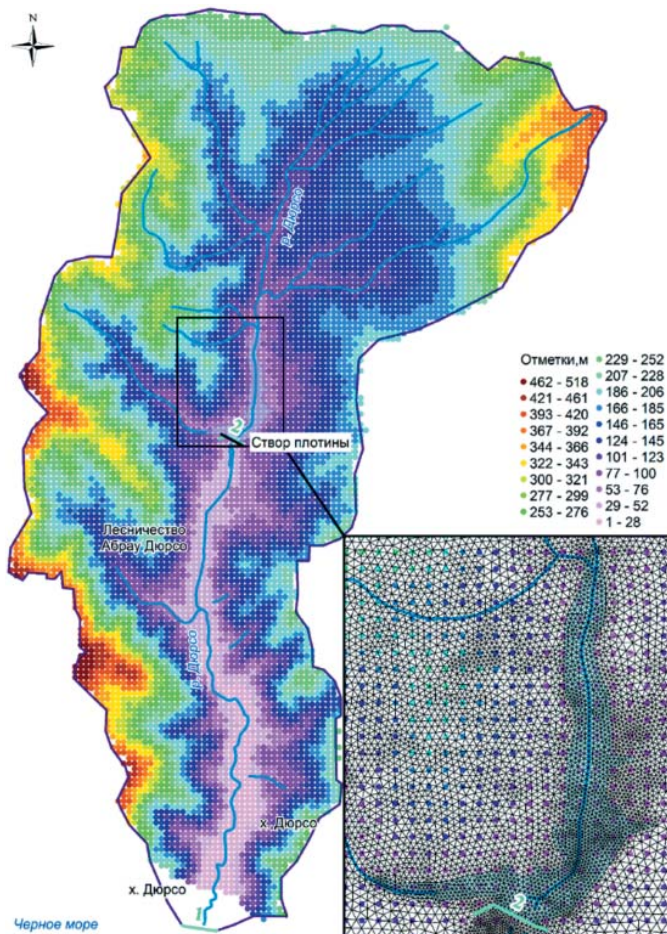 N
р. Дюрсо
2
Створ плотины
Отметки,м
462 - 518
421 - 461
393 - 420
367 - 392
344 - 366
322 - 343
300 - 321
277 - 299
253 - 276
229 - 252
207 - 228
186 - 206
166 - 185
146 - 165
124 - 145
101 - 123
77 - 100
53 - 76
29 - 52
1 - 28
Лесничество
Абрау Дюрсо
р. Дюрсо
х. Дюрсо
х. Дюрсо
1
Черное море
2